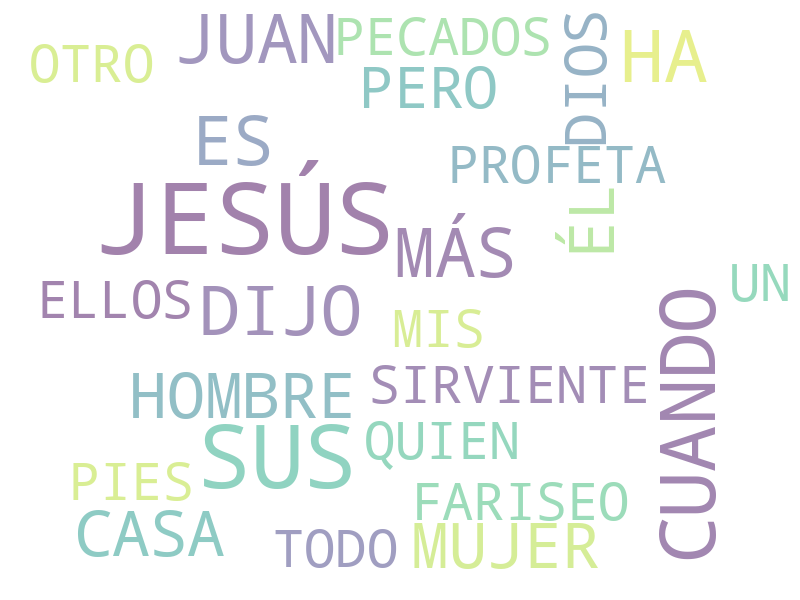 JUAN
PECADOS
OTRO
HA
DIOS
PERO
ES
PROFETA
JESÚS
ÉL
MÁS
UN
ELLOS
DIJO
MIS
CUANDO
SIRVIENTE
HOMBRE
QUIEN
SUS
PIES
FARISEO
CASA
TODO
MUJER